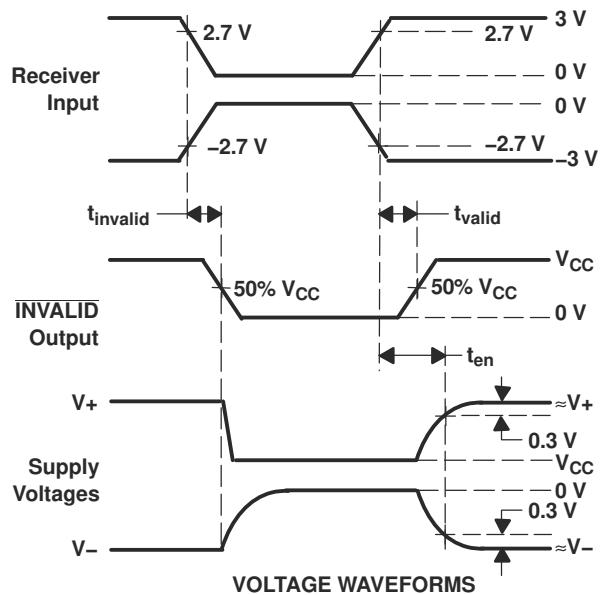 3 V
2.7 V
2.7 V
Receiver
Input
0 V
0 V
−2.7 V
−2.7 V
−3 V
tinvalid
tvalid
VCC
50% VCC
50% VCC
INVALID
Output
0 V
ten
V+
≈V+
0.3 V
Supply
Voltages
VCC
0 V
0.3 V
V−
≈V−
VOLTAGE WAVEFORMS